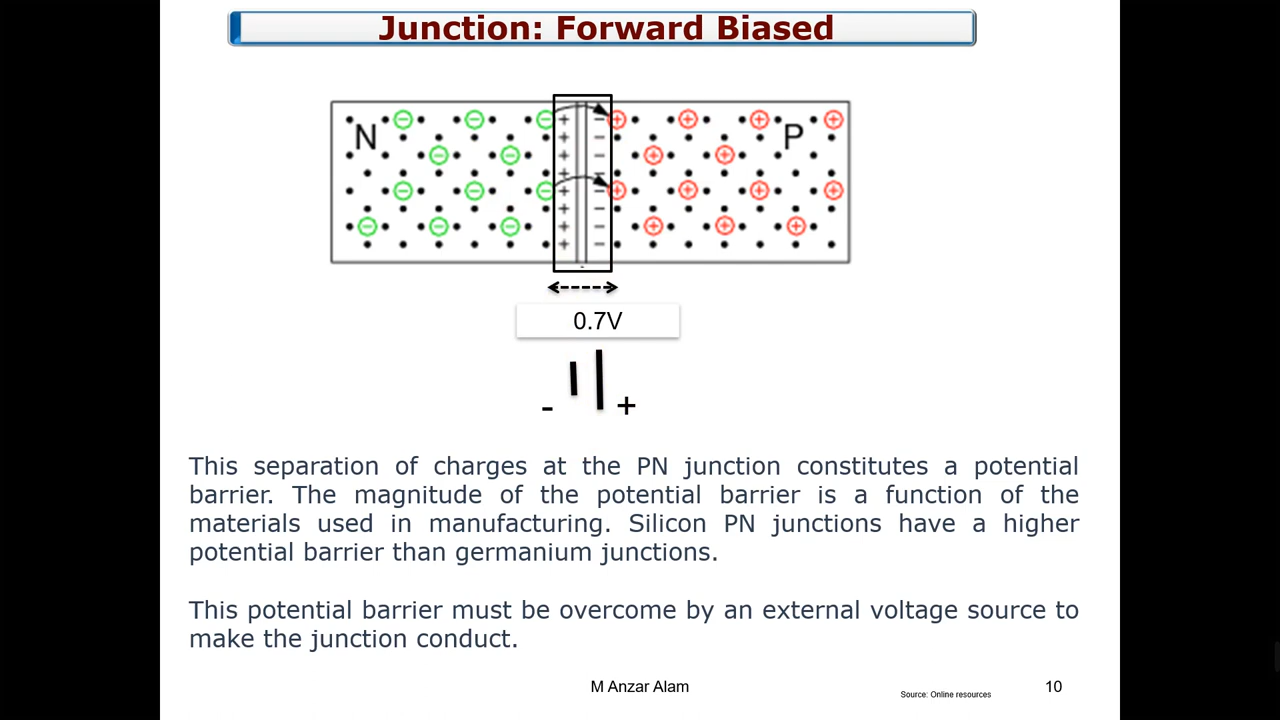 Junction: Forward Biased
N
P
0.7V
- +
This separation of charges at the PN junction constitutes a potential
barrier. The magnitude of the potential barrier is a function of the
materials used in manufacturing. Silicon PN junctions have a higher
potential barrier than germanium junctions.
This potential barrier must be overcome by an external voltage source to
make the junction conduct.
M Anzar Alam
Source: Online resources
10